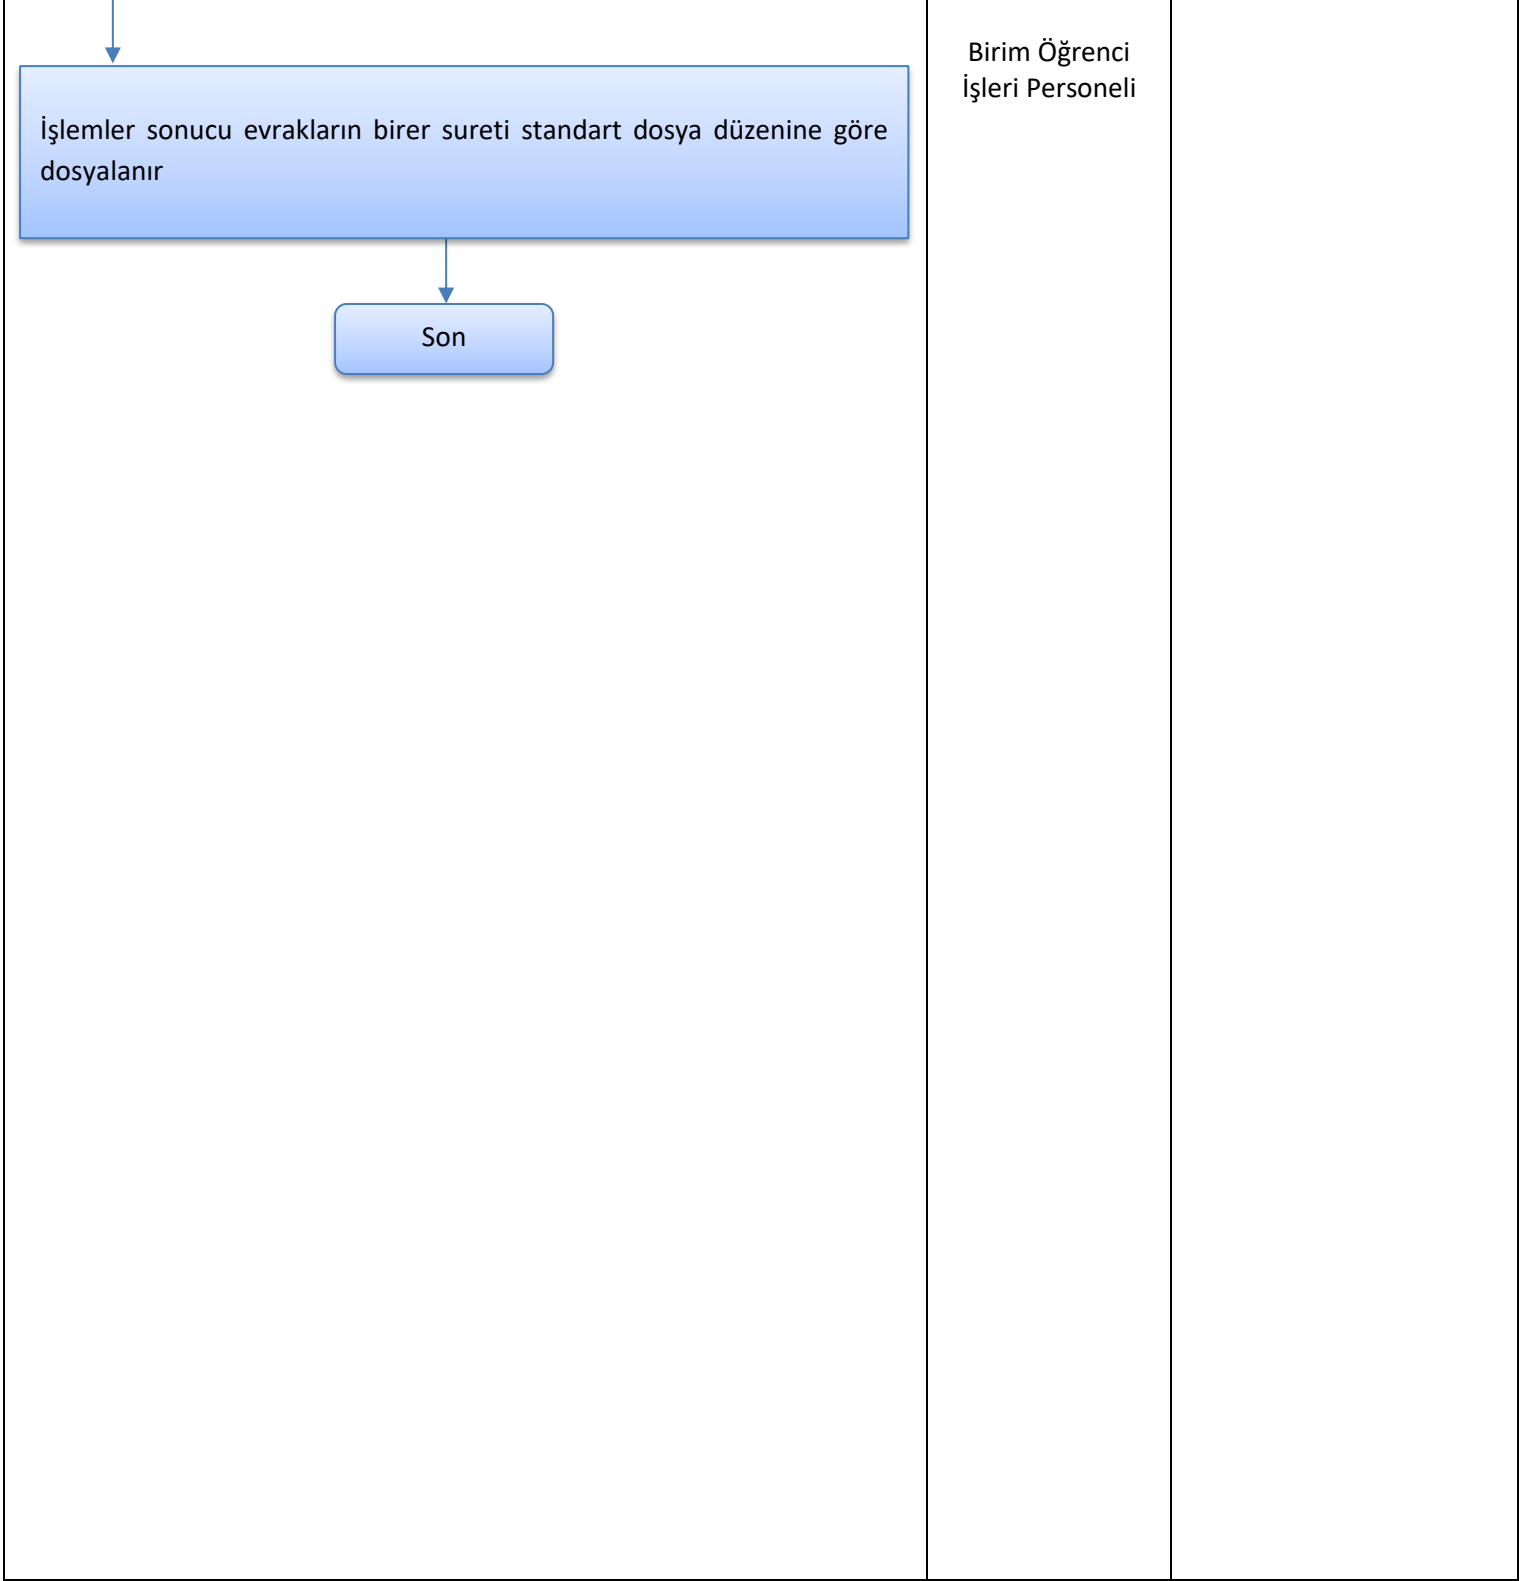 Birim Öğrenci
İşleri Personeli
İşlemler sonucu evrakların birer sureti standart dosya düzenine göre
dosyalanır
Son